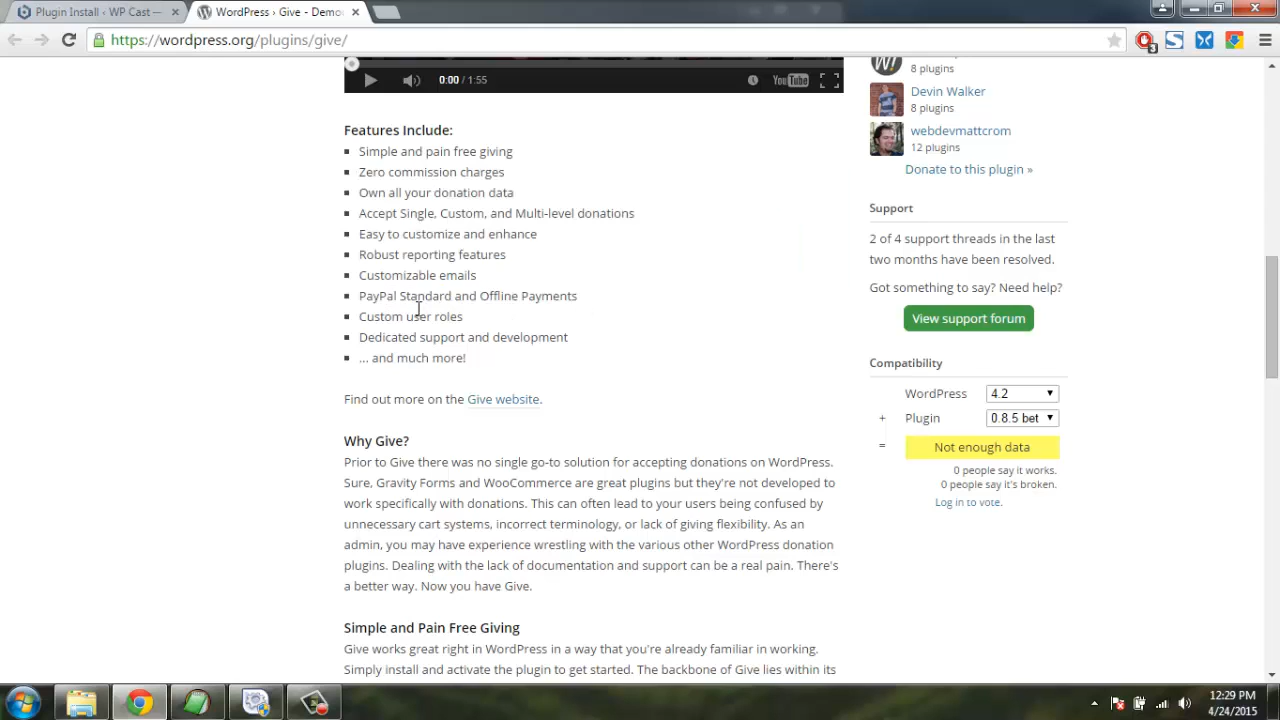 Plugin Install ‹ WP Cast —
WordPress › Give - Demo
https://wordpress.org/plugins/give/
0:00 / 1:55
YouTube
Features Include:
Simple and pain free giving
Zero commission charges
Own all your donation data
Accept Single, Custom, and Multi-level donations
Easy to customize and enhance
Robust reporting features
Customizable emails
PayPal Standard and Offline Payments
Custom user roles
Dedicated support and development
... and much more!
Find out more on the Give website.
Why Give?
Prior to Give there was no single go-to solution for accepting donations on WordPress.
Sure, Gravity Forms and WooCommerce are great plugins but they're not developed to
work specifically with donations. This can often lead to your users being confused by
unnecessary cart systems, incorrect terminology, or lack of giving flexibility. As an
admin, you may have experience wrestling with the various other WordPress donation
plugins. Dealing with the lack of documentation and support can be a real pain. There's
a better way. Now you have Give.
Simple and Pain Free Giving
Give works great right in WordPress in a way that you're already familiar in working.
Simply install and activate the plugin to get started. The backbone of Give lies within its
8 plugins
Devin Walker
8 plugins
webdevmattcrom
12 plugins
Donate to this plugin »
Support
2 of 4 support threads in the last
two months have been resolved.
Got something to say? Need help?
View support forum
Compatibility
WordPress 4.2
+ Plugin 0.8.5 bet
= Not enough data
0 people say it works.
0 people say it's broken.
Log in to vote.
12:29 PM
4/24/2015